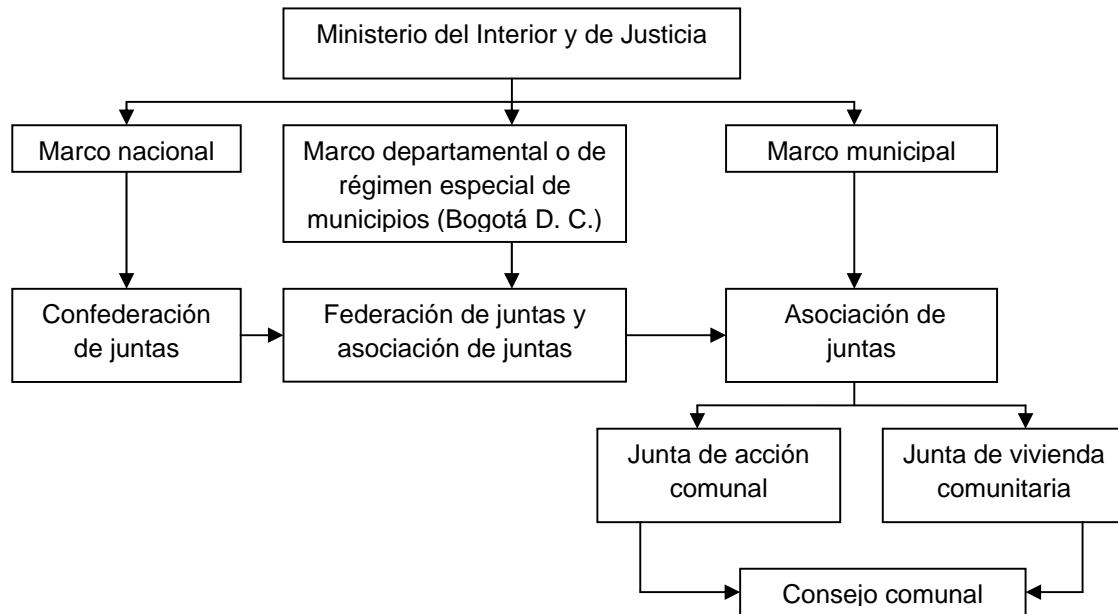 Ministerio del Interior y de Justicia
Marco nacional
Marco departamental o de
régimen especial de
municipios (Bogotá D. C.)
Marco municipal
Confederación
de juntas
Federación de juntas y
asociación de juntas
Asociación de
juntas
Junta de acción
comunal
Junta de vivienda
comunitaria
Consejo comunal